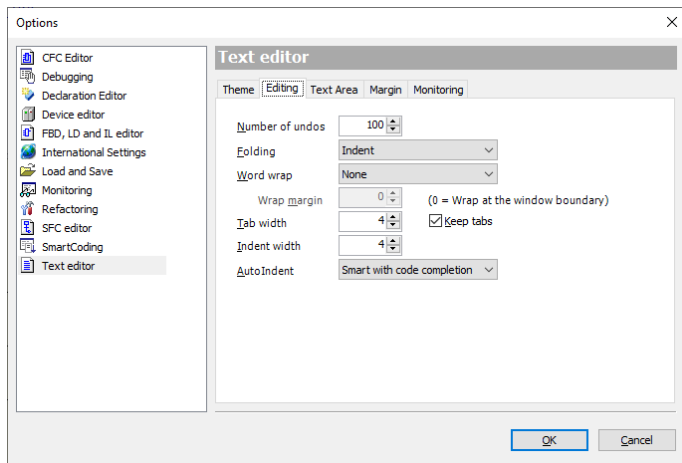 Options
CFC Editor
Debugging
Declaration Editor
Device editor
FBD, LD and IL editor
International Settings
Load and Save
Monitoring
Refactoring
SFC editor
SmartCoding
Text editor
Text editor
Theme Editing Text Area Margin Monitoring
Number of undos 100
Folding Indent
Word wrap None
Wrap margin 0 (0 = Wrap at the window boundary)
Tab width 4 Keep tabs
Indent width 4
AutoIndent Smart with code completion
OK Cancel